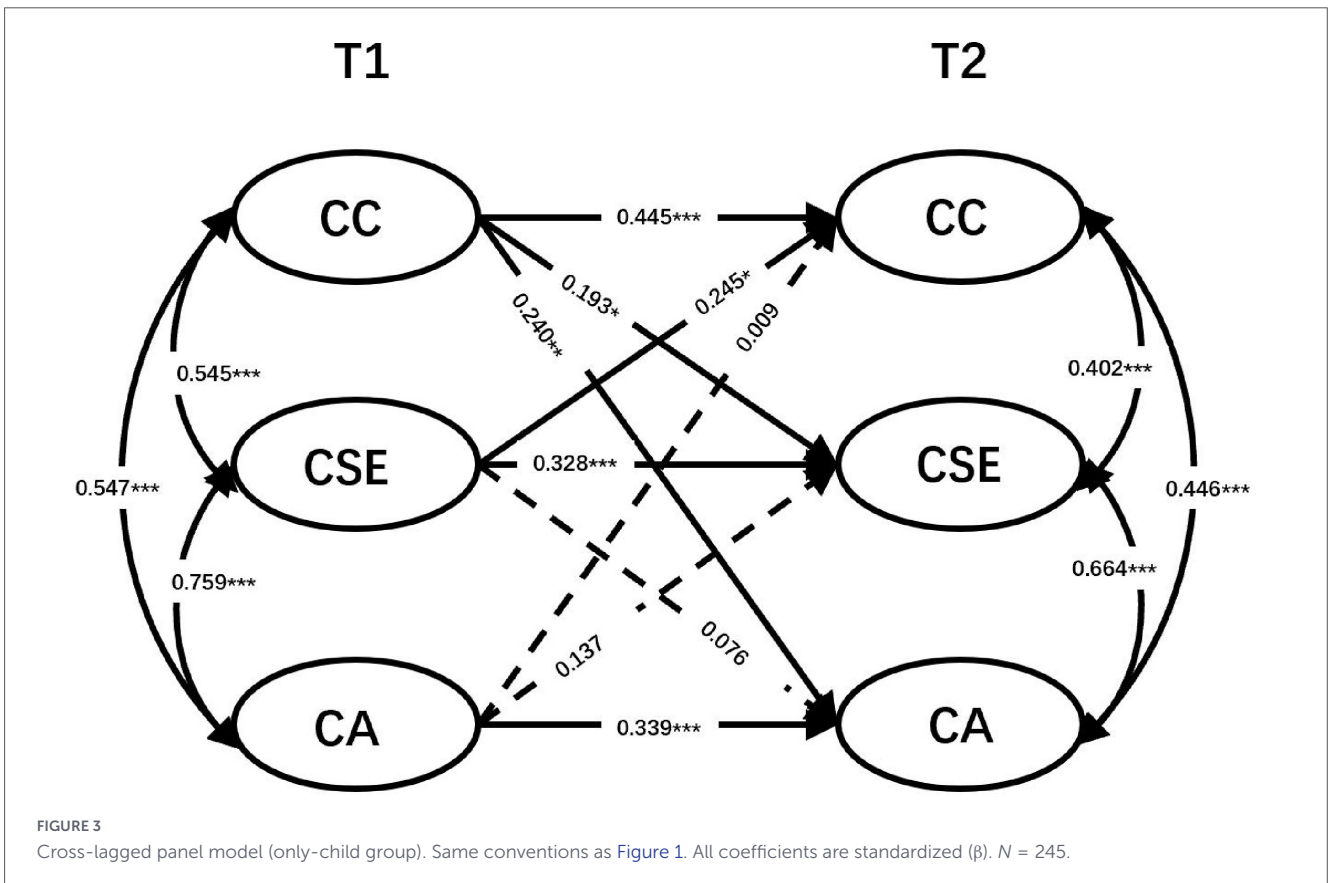 T1 T2
CC CC
0.445***
0.193*
0.245*
0.240**
0.009
0.545***
0.402***
CSE CSE
0.328***
0.547***
0.446***
0.759***
0.664***
0.137
0.076
CA CA
0.339***
FIGURE 3
Cross-lagged panel model (only-child group). Same conventions as Figure 1. All coefficients are standardized (β). N = 245.